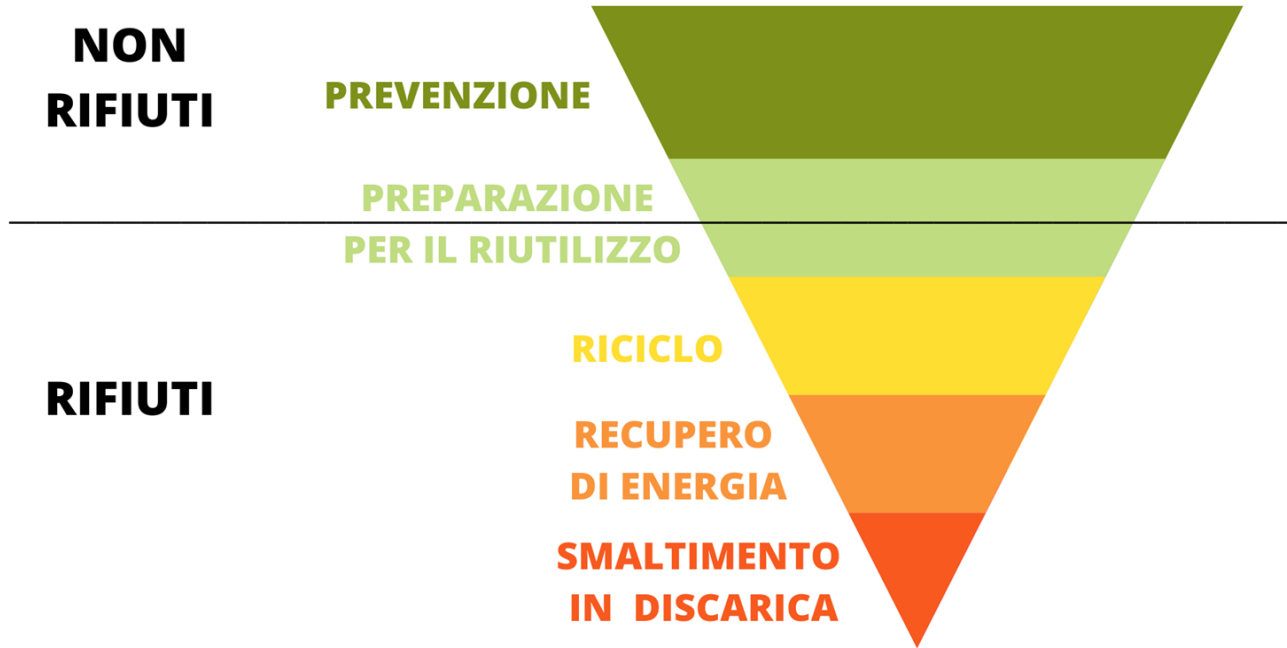 NON
RIFIUTI
PREVENZIONE
PREPARAZIONE
PER IL RIUTILIZZO
RICICLO
RIFIUTI
RECUPERO
DI ENERGIA
SMALTIMENTO
IN DISCARICA